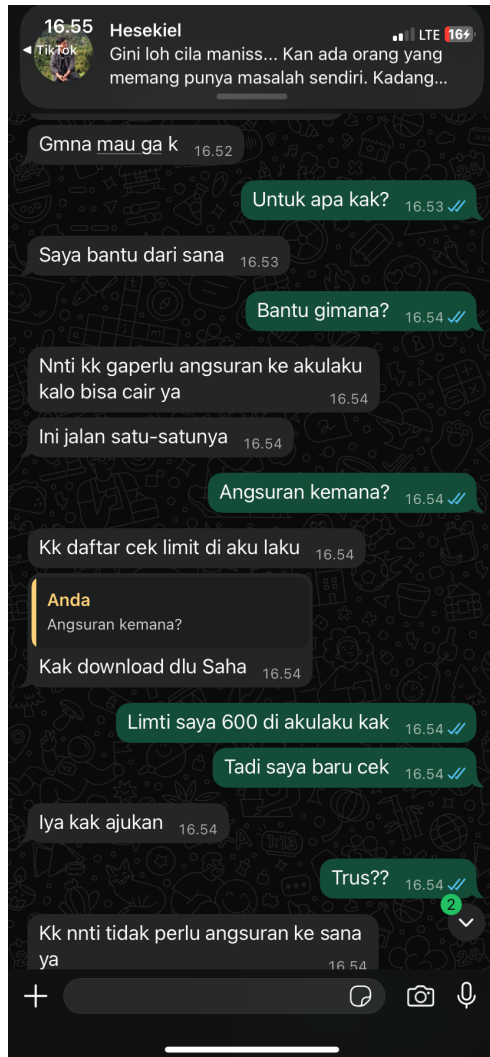 16.55
TikTok
Hesekiel
LTE 16
Gini loh cila maniss... Kan ada orang yang
memang punya masalah sendiri. Kadang...
Gmna mau ga k 16.52
Untuk apa kak? 16.53
Saya bantu dari sana 16.53
Bantu gimana? 16.54
Nnti kk gaperlu angsuran ke akulaku
kalo bisa cair ya 16.54
Ini jalan satu-satunya 16.54
Angsuran kemana? 16.54
Kk daftar cek limit di aku laku 16.54
Anda
Angsuran kemana?
Kak download dlu Saha 16.54
Limti saya 600 di akulaku kak 16.54
Tadi saya baru cek 16.54
Iya kak ajukan 16.54
Trus?? 16.54
2
Kk nnti tidak perlu angsuran ke sana
ya 16.54